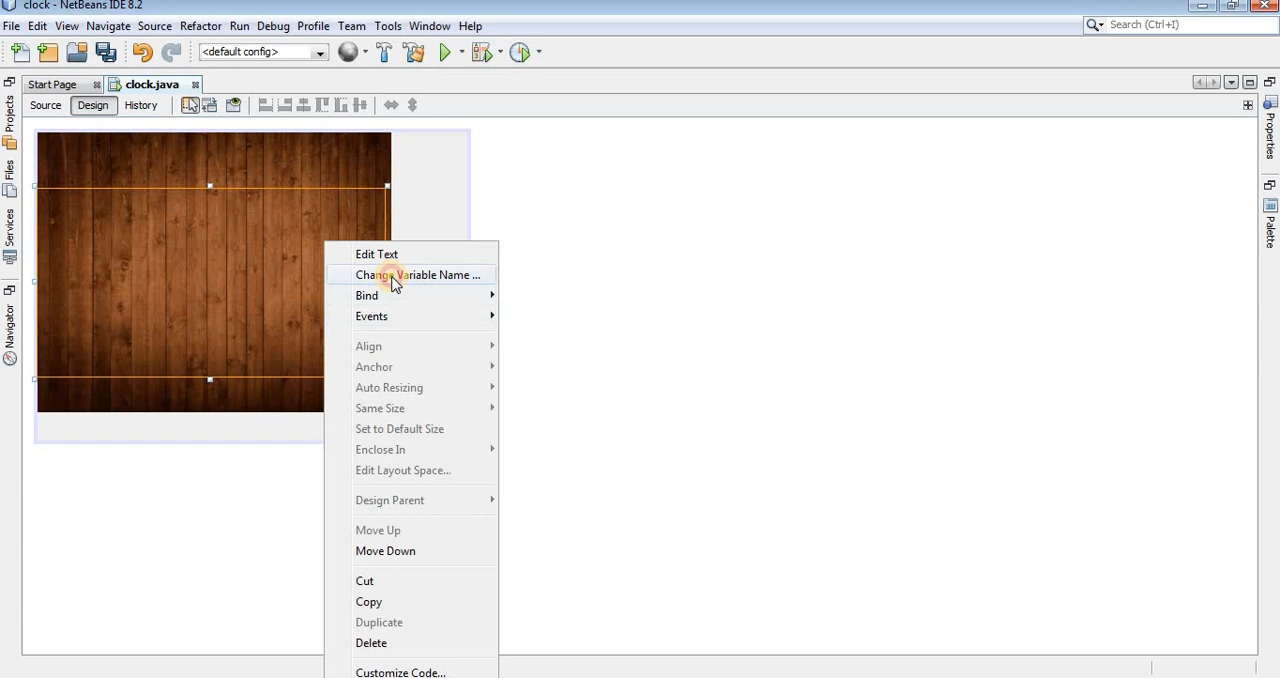 clock - NetBeans IDE 8.2
File Edit View Navigate Source Refactor Run Debug Profile Team Tools Window Help
Search (Ctrl+I)
<default config>
Start Page clock.java
Source Design History
Projects
Files
Services
Navigator
Properties
Palette
Edit Text
Change Variable Name ...
Bind
Events
Align
Anchor
Auto Resizing
Same Size
Set to Default Size
Enclose In
Edit Layout Space...
Design Parent
Move Up
Move Down
Cut
Copy
Duplicate
Delete
Customize Code...